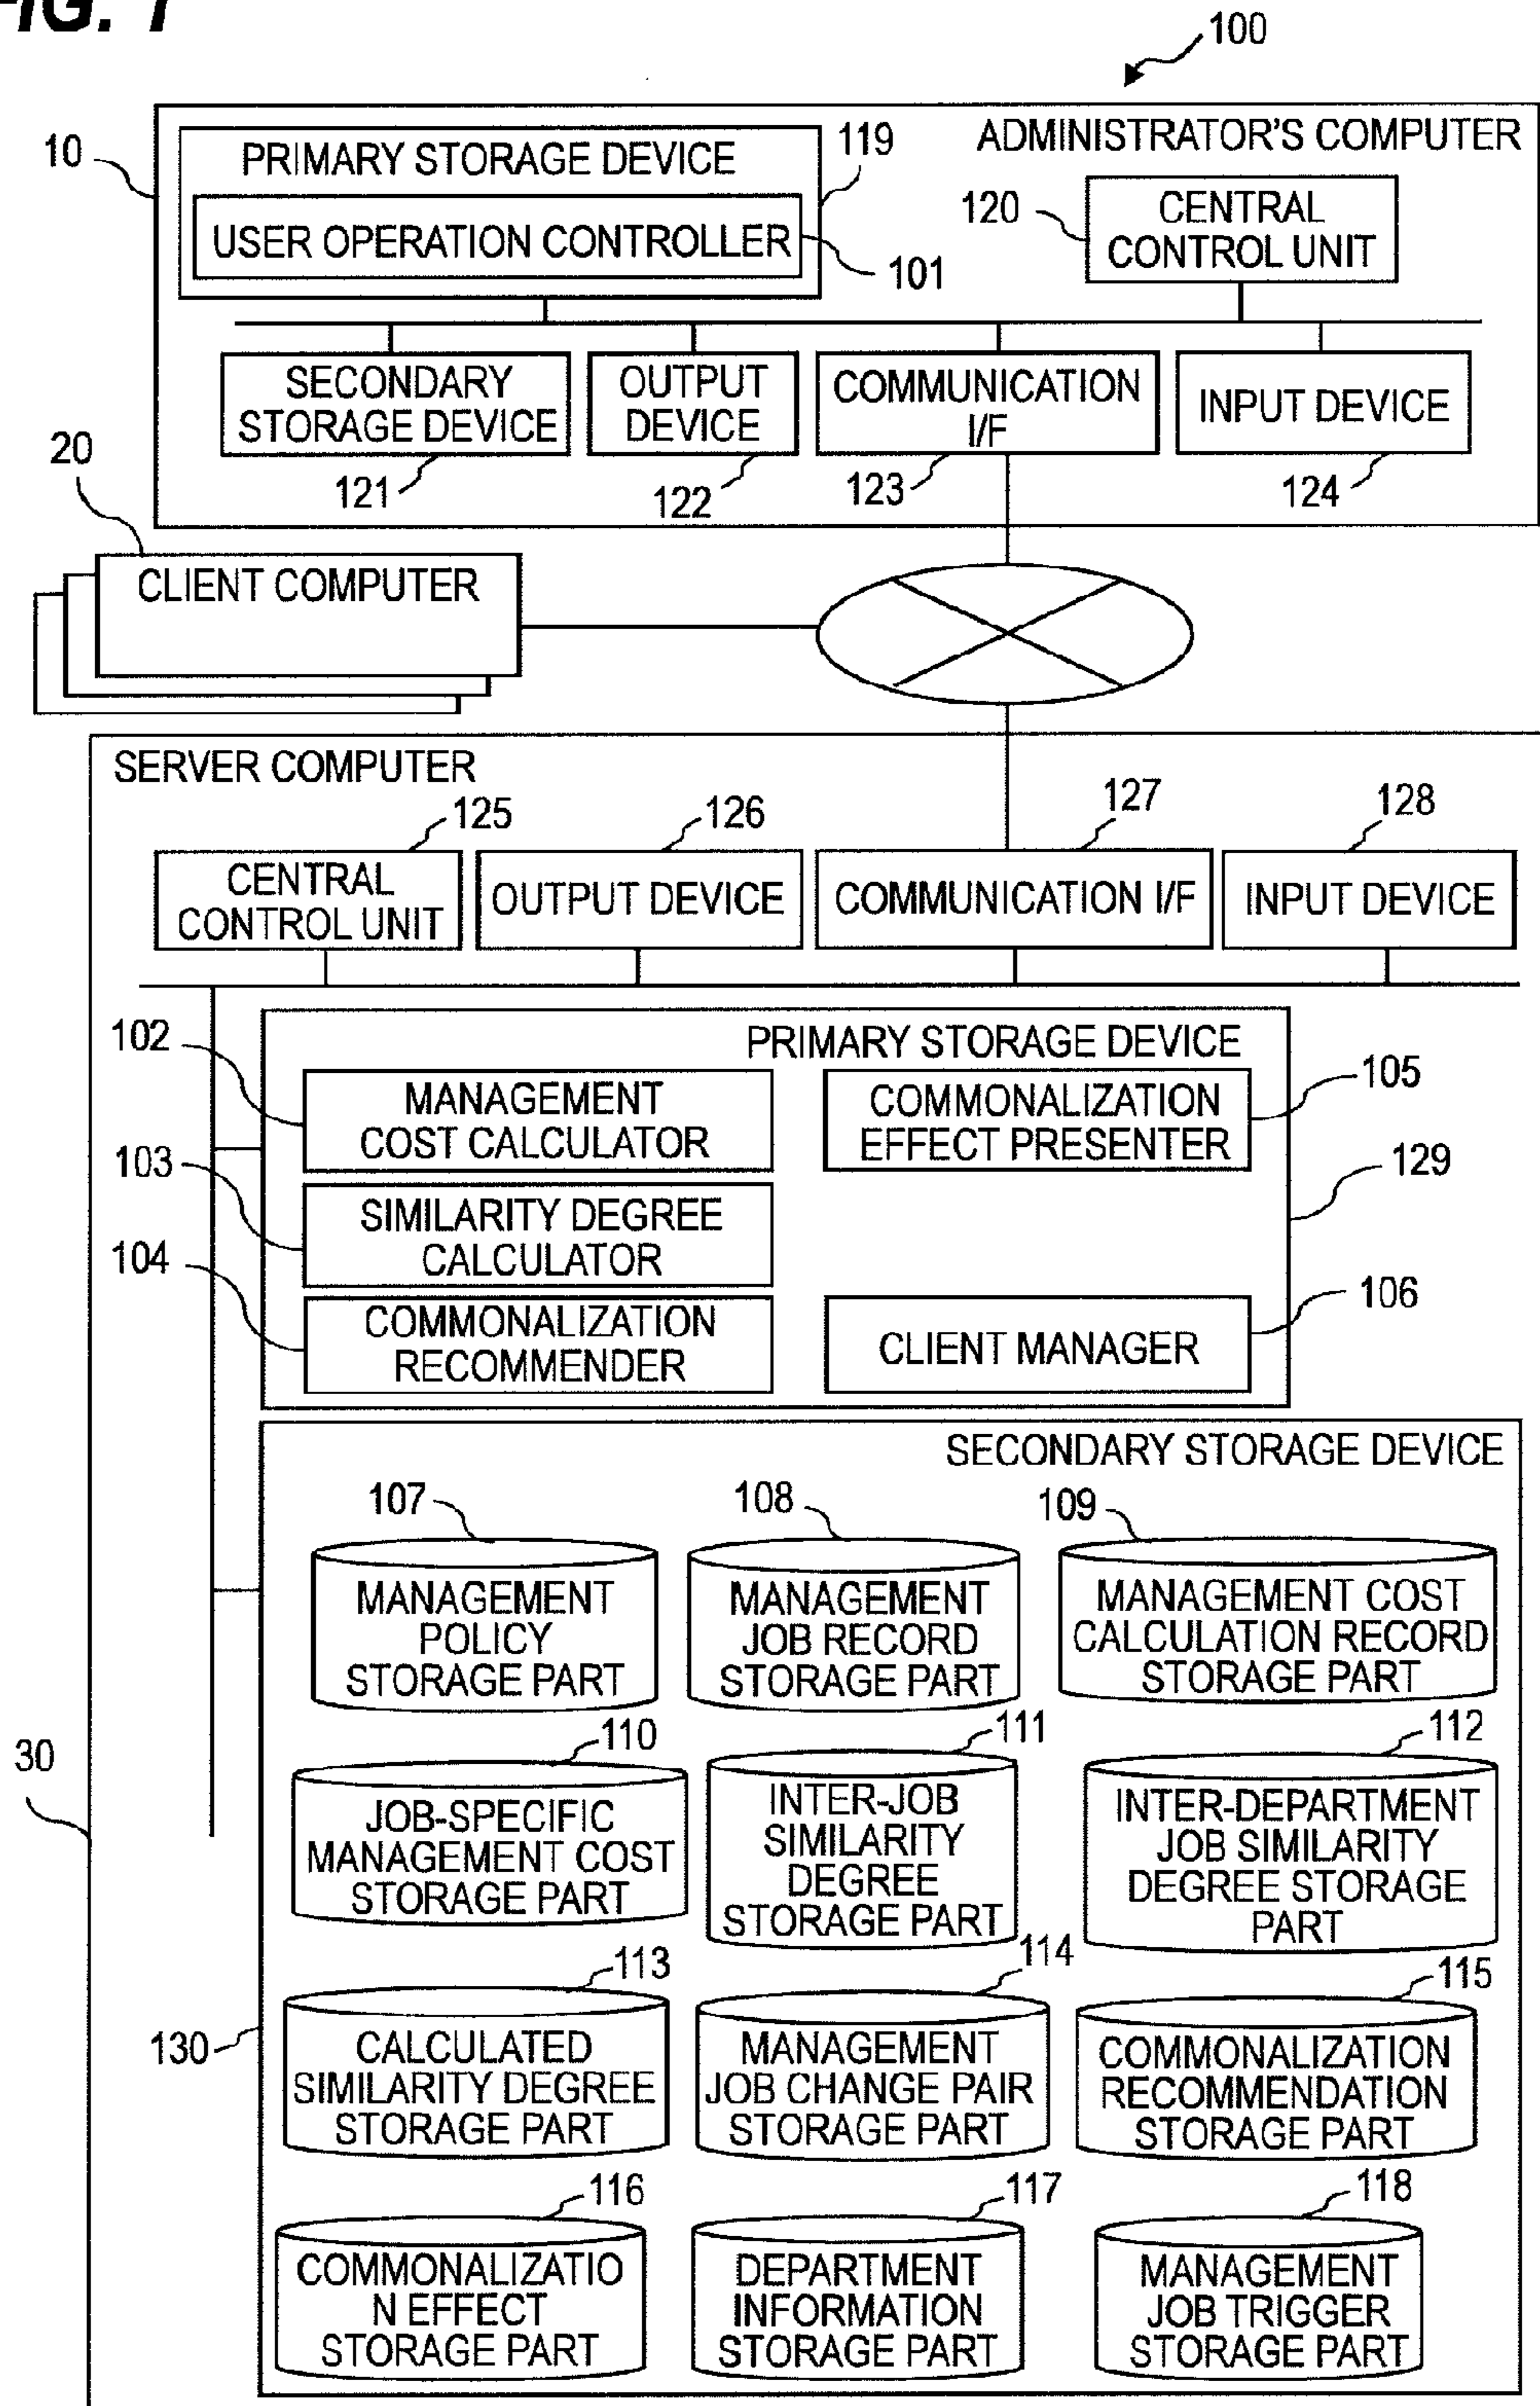 FIG. 1
100
10
PRIMARY STORAGE DEVICE
119
ADMINISTRATOR'S COMPUTER
USER OPERATION CONTROLLER
101
120
CENTRAL
CONTROL UNIT
SECONDARY
STORAGE DEVICE
121
OUTPUT
DEVICE
122
COMMUNICATION
I/F
123
INPUT DEVICE
124
20
CLIENT COMPUTER
SERVER COMPUTER
125
126
127
128
CENTRAL
CONTROL UNIT
OUTPUT DEVICE
COMMUNICATION I/F
INPUT DEVICE
PRIMARY STORAGE DEVICE
102
MANAGEMENT
COST CALCULATOR
COMMONALIZATION
EFFECT PRESENTER
105
103
SIMILARITY DEGREE
CALCULATOR
129
104
COMMONALIZATION
RECOMMENDER
CLIENT MANAGER
106
SECONDARY STORAGE DEVICE
107
108
109
MANAGEMENT
POLICY
STORAGE PART
MANAGEMENT
JOB RECORD
STORAGE PART
MANAGEMENT COST
CALCULATION RECORD
STORAGE PART
30
110
111
112
JOB-SPECIFIC
MANAGEMENT COST
STORAGE PART
INTER-JOB
SIMILARITY
DEGREE
STORAGE PART
INTER-DEPARTMENT
JOB SIMILARITY
DEGREE STORAGE
PART
113
114
115
130
CALCULATED
SIMILARITY DEGREE
STORAGE PART
MANAGEMENT
JOB CHANGE PAIR
STORAGE PART
COMMONALIZATION
RECOMMENDATION
STORAGE PART
116
117
118
COMMONALIZATIO
N EFFECT
STORAGE PART
DEPARTMENT
INFORMATION
STORAGE PART
MANAGEMENT
JOB TRIGGER
STORAGE PART